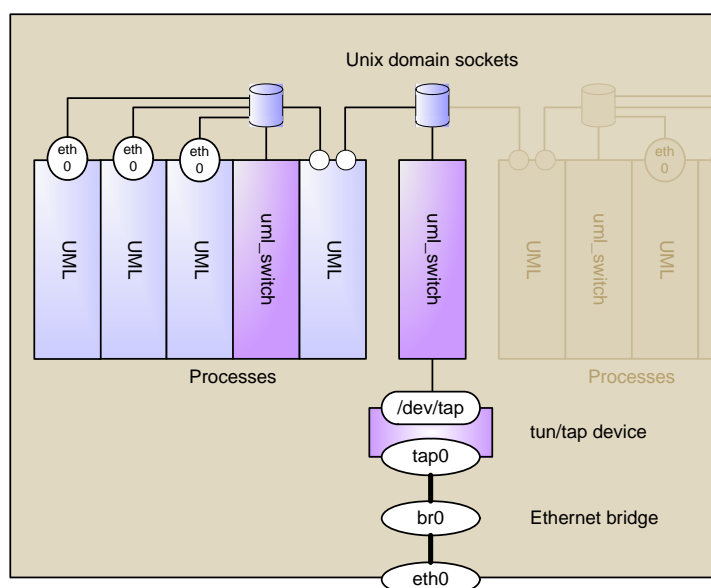 Unix domain sockets
eth
0
eth
0
eth
0
eth
0
UML
UML
UML
uml_switch
UML
uml_switch
UML
uml_switch
UML
Processes
Processes
/dev/tap
tun/tap device
tap0
br0
Ethernet bridge
eth0